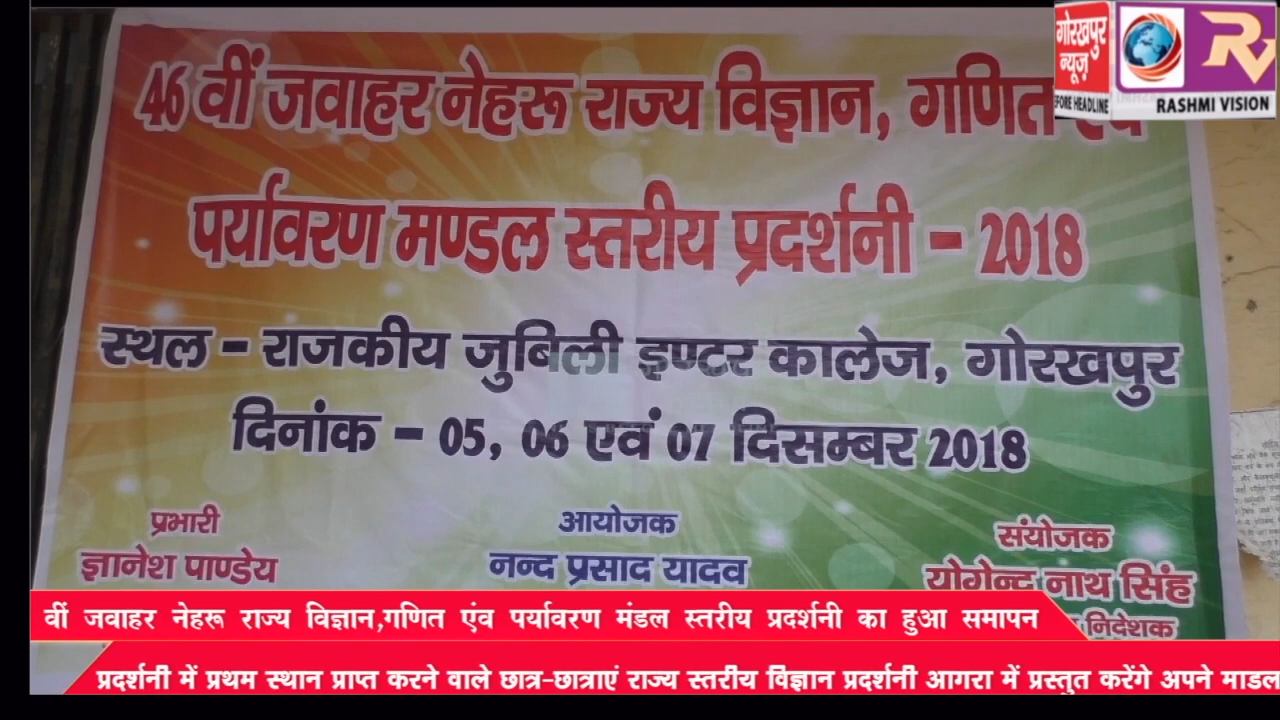 46 वीं जवाहर नेहरू राज्य विज्ञान, गणित एवं
पर्यावरण मण्डल स्तरीय प्रदर्शनी - 2018
स्थल - राजकीय जुबिली इण्टर कालेज, गोरखपुर
दिनांक - 05, 06 एवं 07 दिसम्बर 2018
प्रभारी
ज्ञानेश पाण्डेय
आयोजक
नन्द प्रसाद यादव
संयोजक
योगेन्द्र नाथ सिंह
निदेशक
गोरखपुर
न्यूज़
EFORE HEADLINE
RV
RASHMI VISION
वीं जवाहर नेहरू राज्य विज्ञान,गणित एंव पर्यावरण मंडल स्तरीय प्रदर्शनी का हुआ समापन
प्रदर्शनी में प्रथम स्थान प्राप्त करने वाले छात्र-छात्राएं राज्य स्तरीय विज्ञान प्रदर्शनी आगरा में प्रस्तुत करेंगे अपने माडल